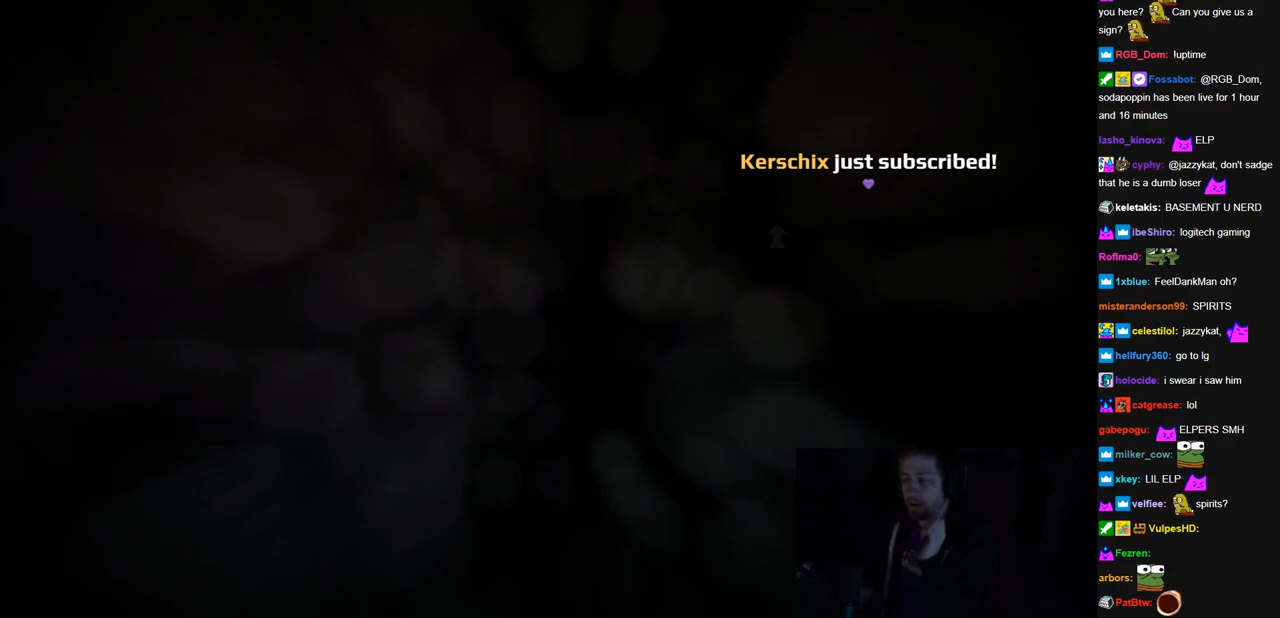 Kerschix just subscribed!
you here? Can you give us a
sign?
RGB_Dom: !uptime
Fossabot: @RGB_Dom,
sodapoppin has been live for 1 hour
and 16 minutes
lasho_kinova: ELP
cyphy: @jazzykat, don't sadge
that he is a dumb loser
keletakis: BASEMENT U NERD
ibeShiro: logitech gaming
Rofima0:
1xblue: FeelDankMan oh?
misteranderson99: SPIRITS
celestilol: jazzykat,
hellfury360: go to lg
holocide: i swear i saw him
catgrease: lol
gabepogu: ELPERS SMH
milker_cow:
xkey: LIL ELP
velfiee: spirits?
VulpesHD:
Fezren:
arbors:
PatBtw: